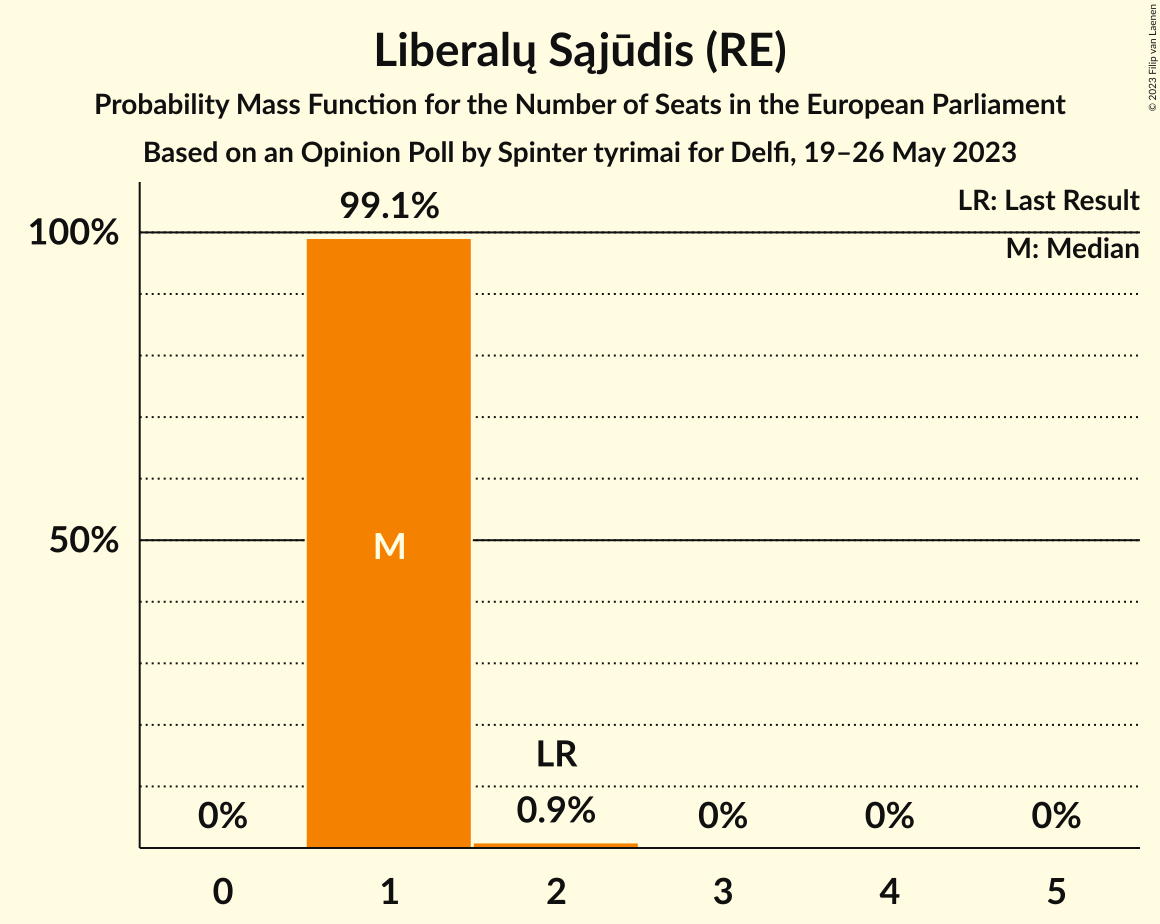 Liberalų Sąjūdis (RE)
Probability Mass Function for the Number of Seats in the European Parliament
Based on an Opinion Poll by Spinter tyrimai for Delfi, 19–26 May 2023
© 2023 Filip van Laenen
LR: Last Result
M: Median
99.1%
100%
50%
M
LR
0%
0.9%
0%
0%
0%
0
1
2
3
4
5